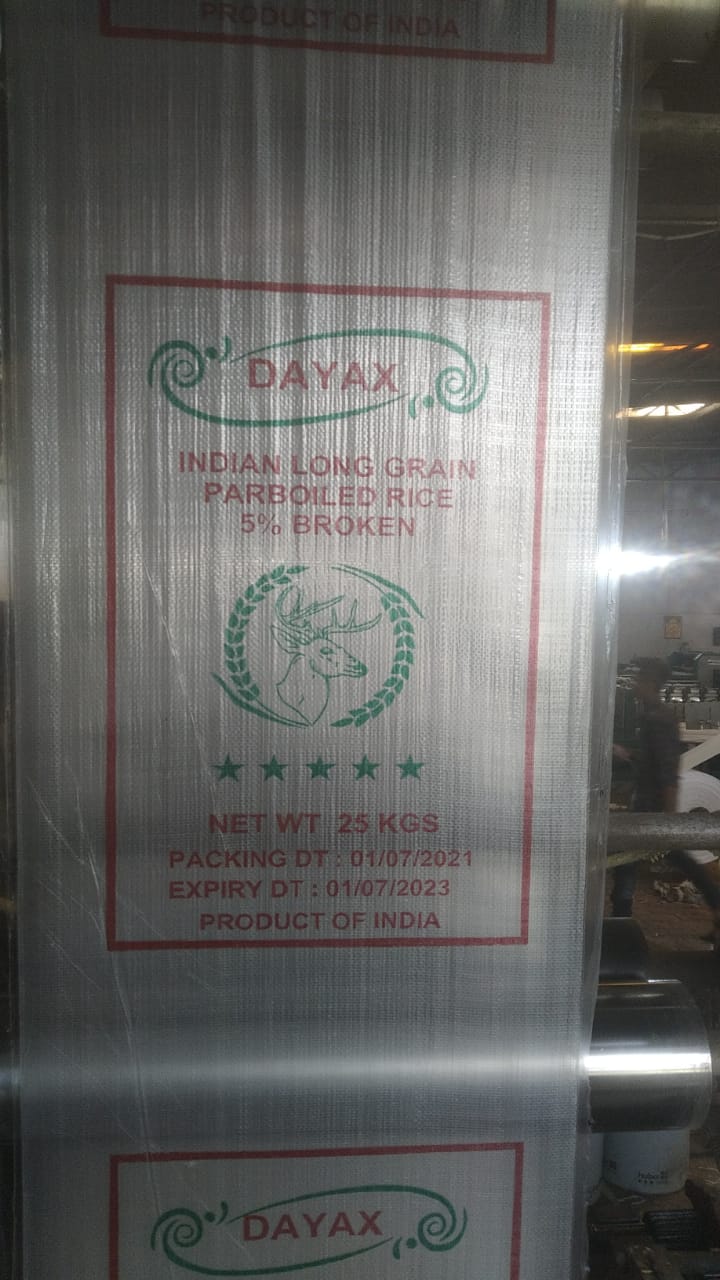 PRODUCT OF INDIA
DAYAX
INDIAN LONG GRAIN
PARBOILED RICE
5% BROKEN
NET WT 25 KGS
PACKING DT : 01/07/2021
EXPIRY DT : 01/07/2023
PRODUCT OF INDIA
DAYAX